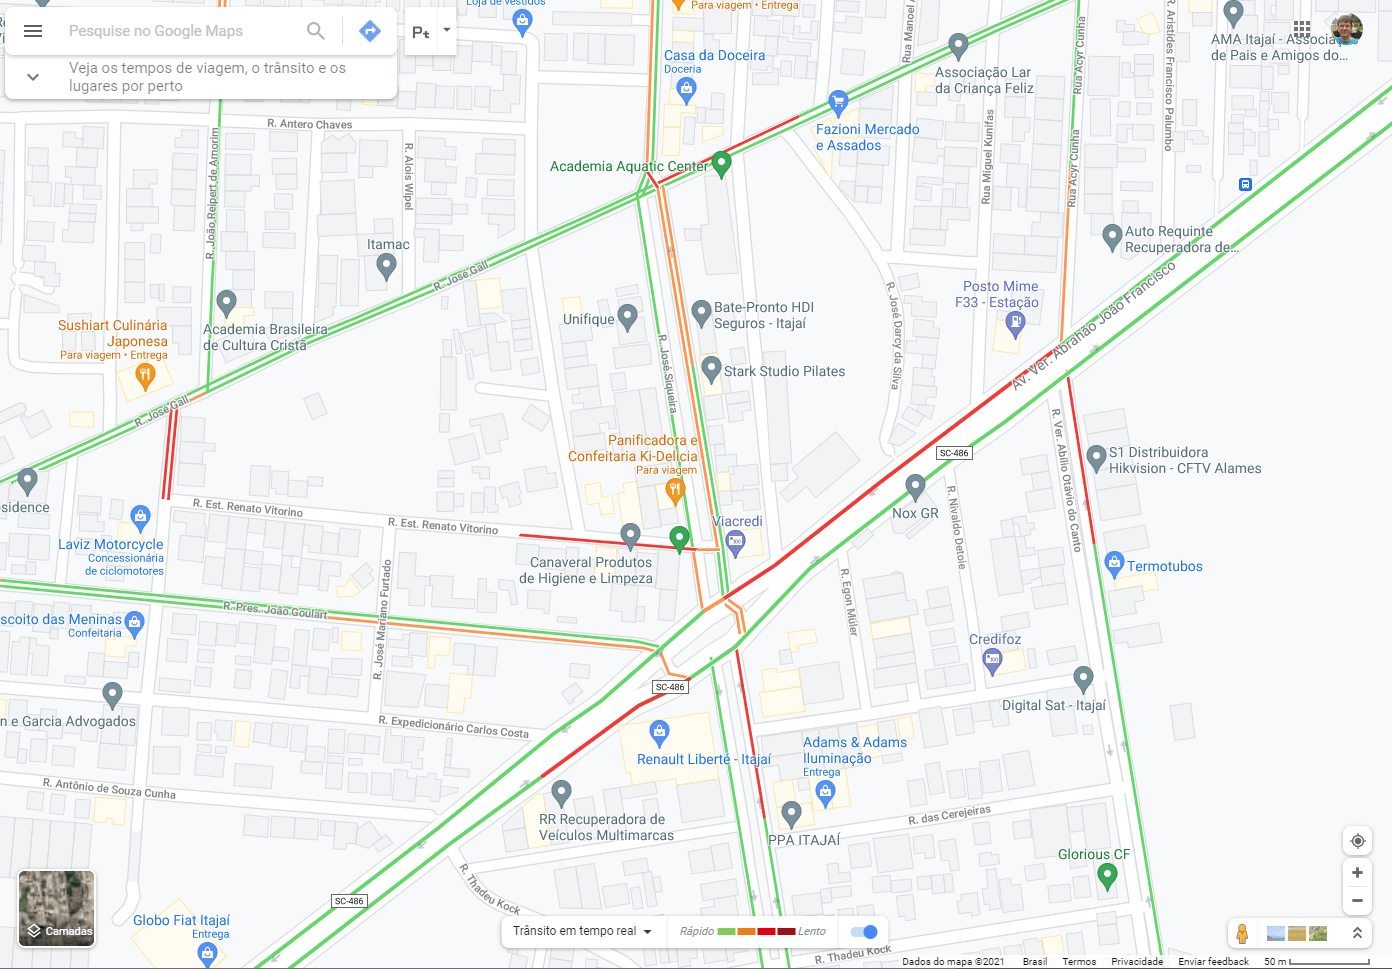 Loja de vestidos
Para viagem • Entrega
Rua Manoel A
Pesquise no Google Maps
Pt
Veja os tempos de viagem, o trânsito e os
lugares por perto
Casa da Doceira
Doceria
Associação Lar
da Criança Feliz
Rua Acyr Cunha
R. Aristides Francisco Palumbo
AMA Itajaí - Associaç
de Pais e Amigos do...
R. Antero Chaves
R. João Reipert de Amorim
R. Alois Wipel
Fazioni Mercado
e Assados
Rua Miguel Kunifas
Rua Acyr Cunha
Rua Acyr Cunha
Academia Aquatic Center
Itamac
R. José Gall
Auto Requinte
Recuperadora de...
Av. Ver. Abrahão João Francisco
Posto Mime
F33 - Estação
R. José Darcy da Silva
Bate-Pronto HDI
Seguros - Itajaí
Unifique
Sushiart Culinária
Japonesa
Para viagem • Entrega
Academia Brasileira
de Cultura Cristã
R. José Siqueira
Stark Studio Pilates
R. José Gall
Panificadora e
Confeitaria Ki-Delicia
Para viagem
SC-486
R. Ver. Abílio Otávio do Canto
S1 Distribuidora
Hikvision - CFTV Alames
esidence
R. Est. Renato Vitorino
R. Est. Renato Vitorino
Nox GR
R. Nivaldo Detoie
Viacredi
Laviz Motorcycle
Concessionária
de ciclomotores
Canaveral Produtos
de Higiene e Limpeza
Termotubos
R. José Mariano Furtado
R. Egon Müler
R. Pres. João Goulart
scoito das Meninas
Confeitaria
Credifoz
SC-486
Digital Sat - Itajaí
n e Garcia Advogados
R. Expedicionário Carlos Costa
Renault Liberté - Itajaí
Adams & Adams
Iluminação
Entrega
R. Antônio de Souza Cunha
RR Recuperadora de
Veículos Multimarcas
PPA ITAJAÍ
R. das Cerejeiras
Glorious CF
R. Thadeu Kock
SC-486
Globo Fiat Itajaí
Entrega
Camadas
Trânsito em tempo real
Rápido
Lento
R. Thadeu Kock
Dados do mapa ©2021
Brasil
Termos
Privacidade
Enviar feedback
50 m